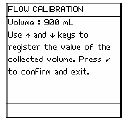 FLOW CALIBRATION
Volume : 900 mL
Use ↑ and ↓ keys to
register the value of the
collected volume. Press ✓
to confirm and exit.